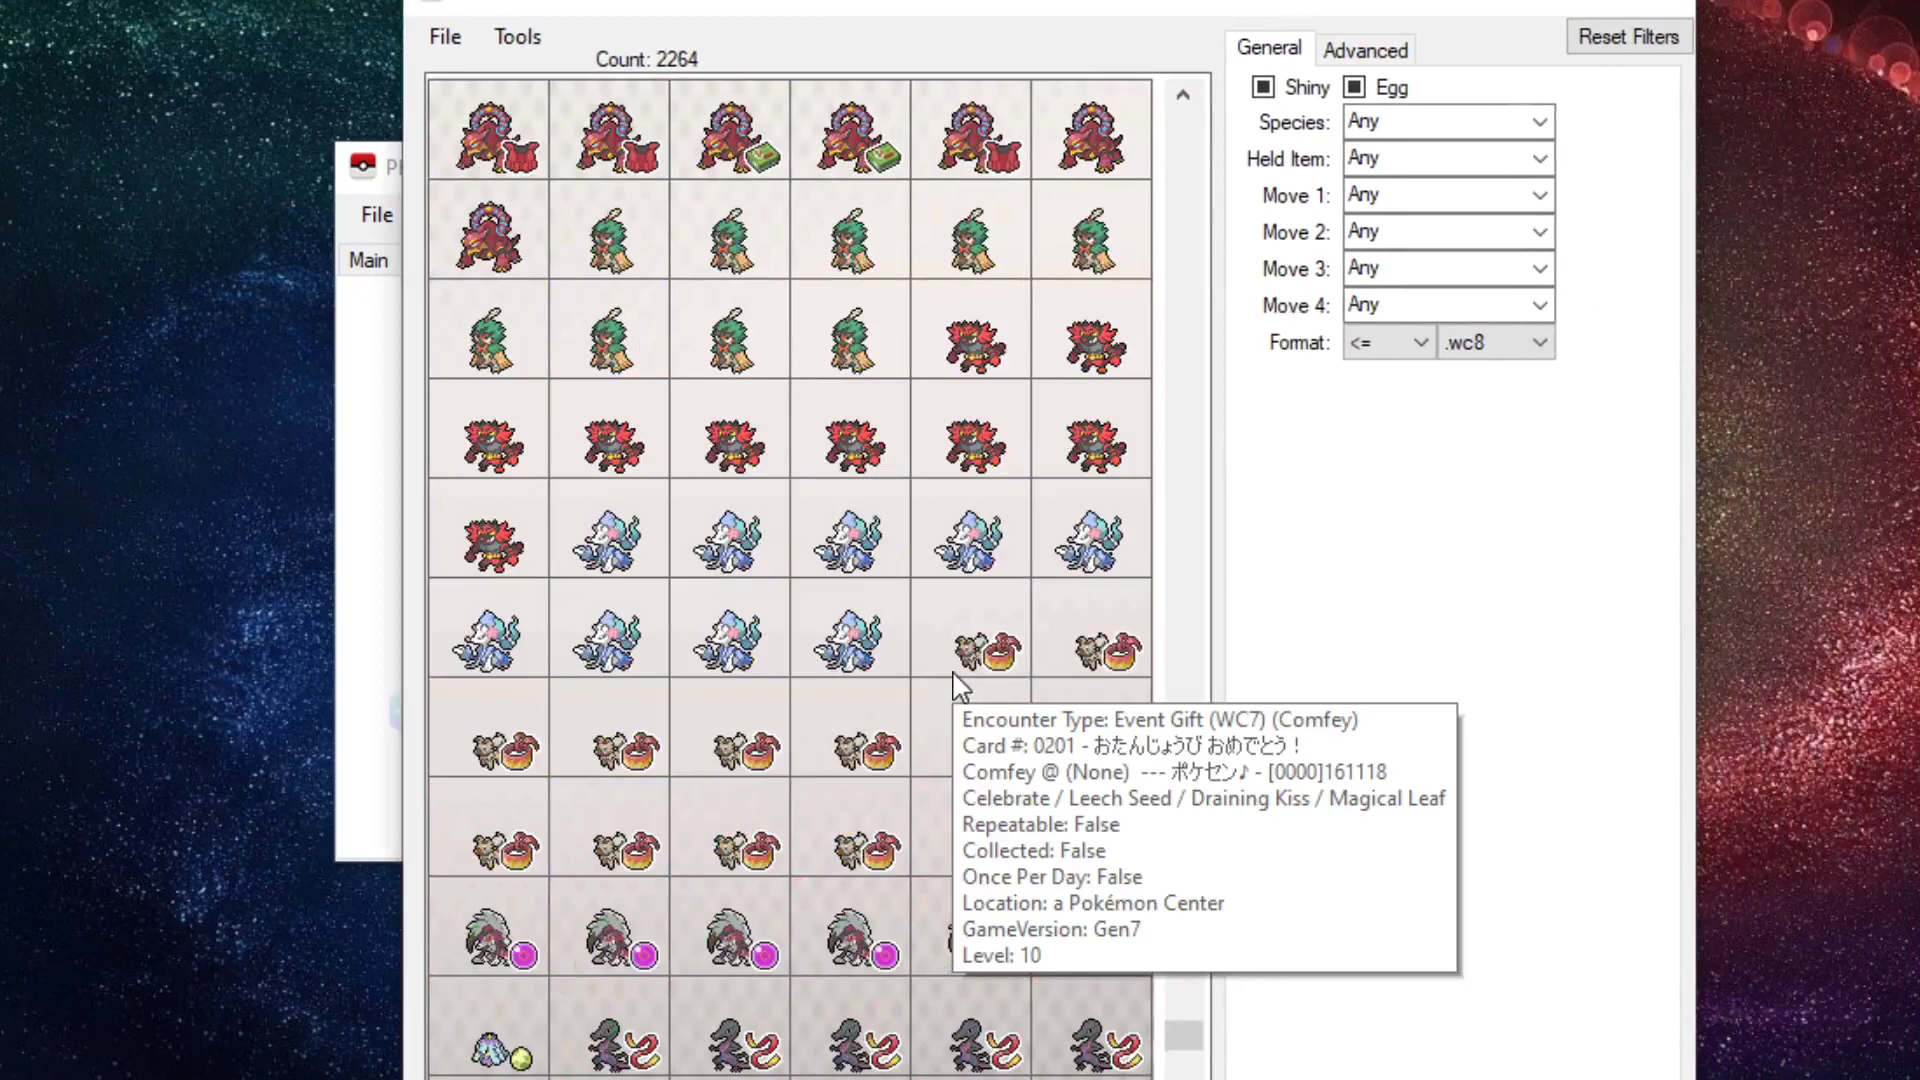 File Tools
Count: 2264
General Advanced
Reset Filters
Shiny Egg
Species: Any
Held Item: Any
Move 1: Any
Move 2: Any
Move 3: Any
Move 4: Any
Format: <= .wc8
File
Main
Encounter Type: Event Gift (WC7) (Comfey)
Card #: 0201 - おたんじょうび おめでとう！
Comfey @ (None) --- ポケセン♪ - [0000]161118
Celebrate / Leech Seed / Draining Kiss / Magical Leaf
Repeatable: False
Collected: False
Once Per Day: False
Location: a Pokémon Center
GameVersion: Gen7
Level: 10